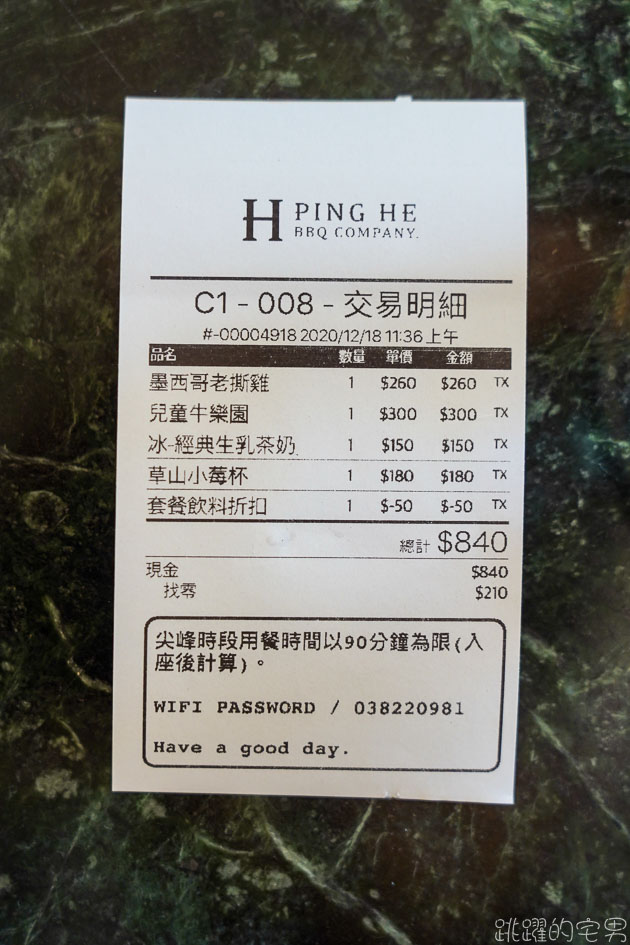 H PING HE
BBQ COMPANY.
C1 - 008 - 交易明細
#-00004918 2020/12/18 11:36 上午
品名 數量 單價 金額
墨西哥老撕雞 1 $260 $260 TX
兒童牛樂園 1 $300 $300 TX
冰-經典生乳茶奶 1 $150 $150 TX
草山小莓杯 1 $180 $180 TX
套餐飲料折扣 1 $-50 $-50 TX
總計 $840
現金 $840
找零 $210
尖峰時段用餐時間以90分鐘為限(入
座後計算)。
WIFI PASSWORD / 038220981
Have a good day.
跳躍的宅男